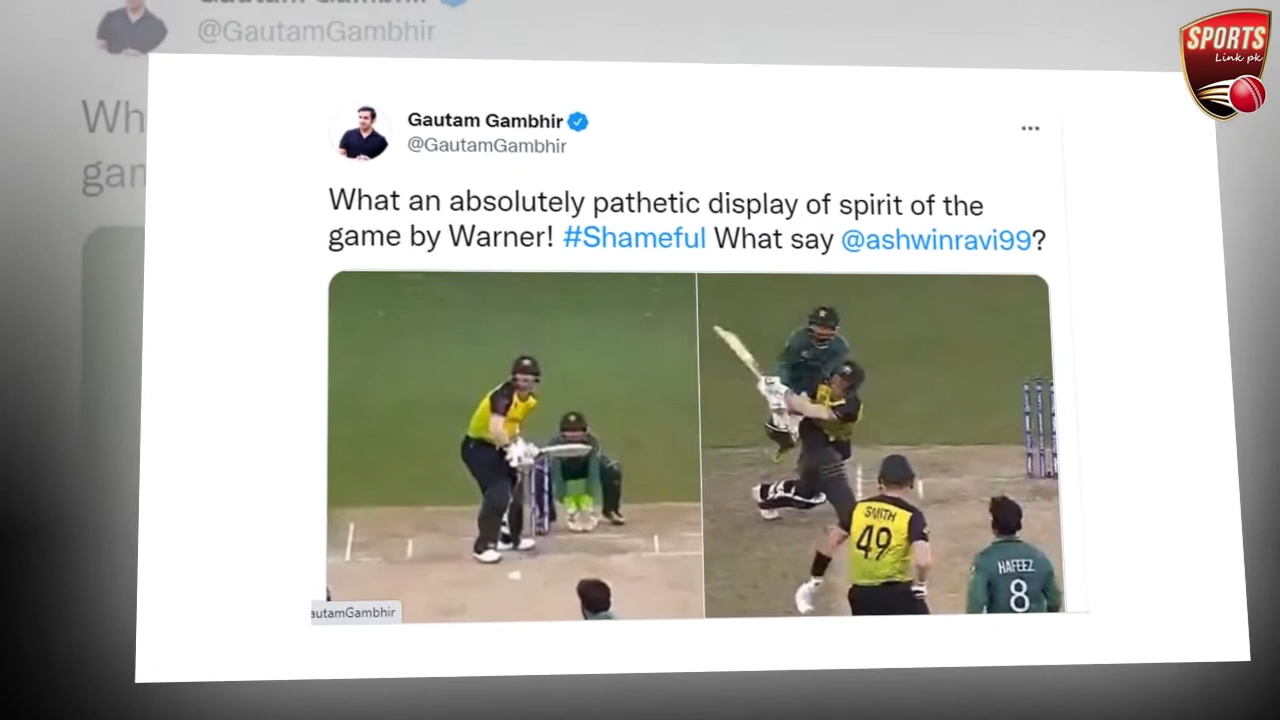 @GautamGambhir
Wh
gam
SPORTS
Link pk
Gautam Gambhir
@GautamGambhir
What an absolutely pathetic display of spirit of the
game by Warner! #Shameful What say @ashwinravi99?
SMITH
49
HAFEEZ
8
autamGambhir